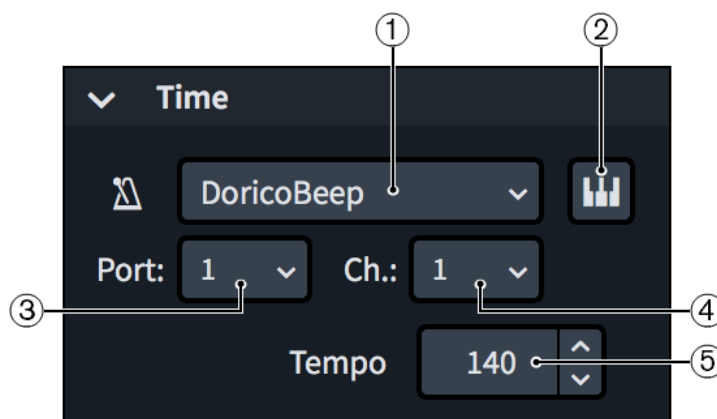 ① ②
Time
DoricoBeep
Port: 1 Ch.: 1
③ ④
Tempo 140 ⑤